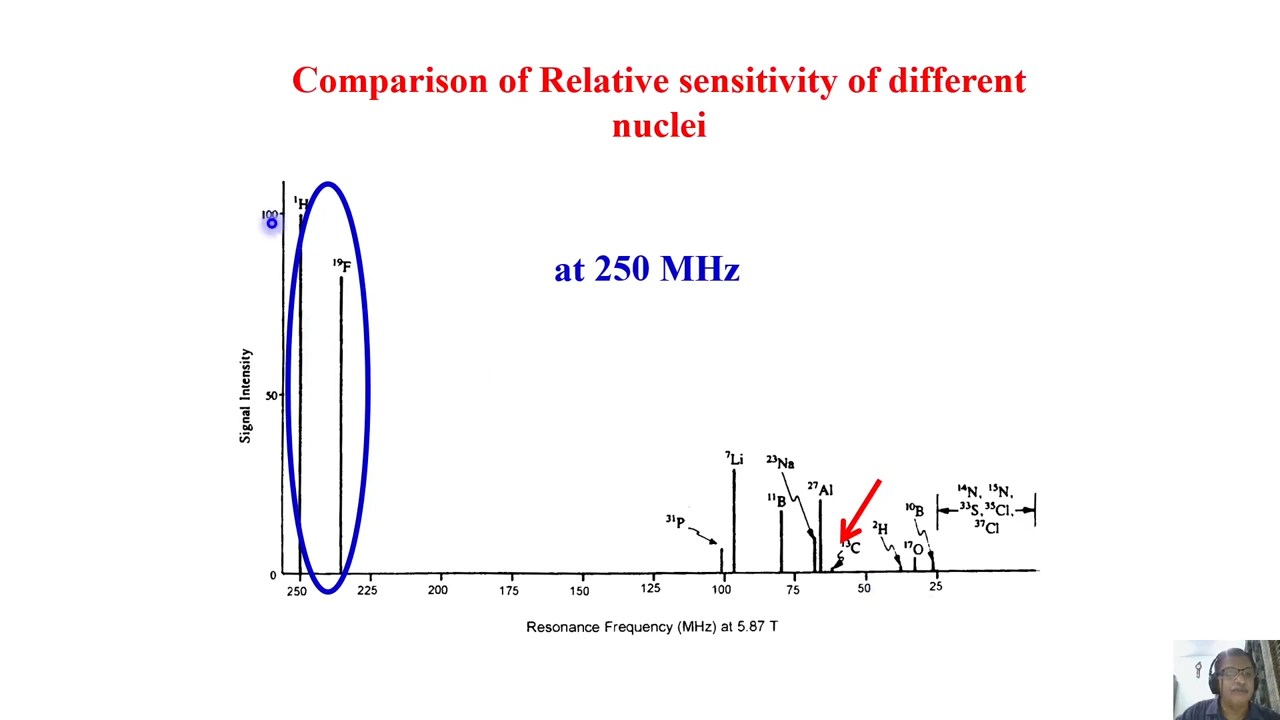 Comparison of Relative sensitivity of different
nuclei
at 250 MHz
Signal Intensity
100
50
0
¹H
¹⁹F
³¹P
⁷Li
¹¹B
²³Na
²⁷Al
¹³C
²H
¹⁷O
¹⁰B
¹⁴N, ¹⁵N,
³³S, ³⁵Cl,
³⁷Cl
250 225 200 175 150 125 100 75 50 25
Resonance Frequency (MHz) at 5.87 T